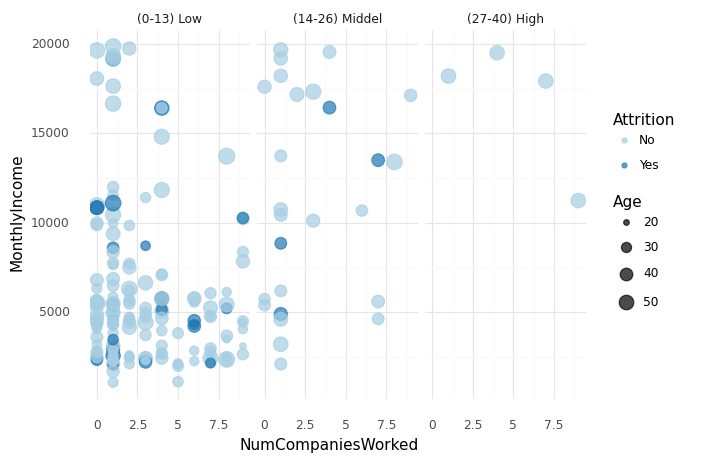 (0-13) Low (14-26) Middel (27-40) High
20000
15000
10000
5000
MonthlyIncome
0 2.5 5 7.5 0 2.5 5 7.5 0 2.5 5 7.5
NumCompaniesWorked
Attrition
No
Yes
Age
20
30
40
50